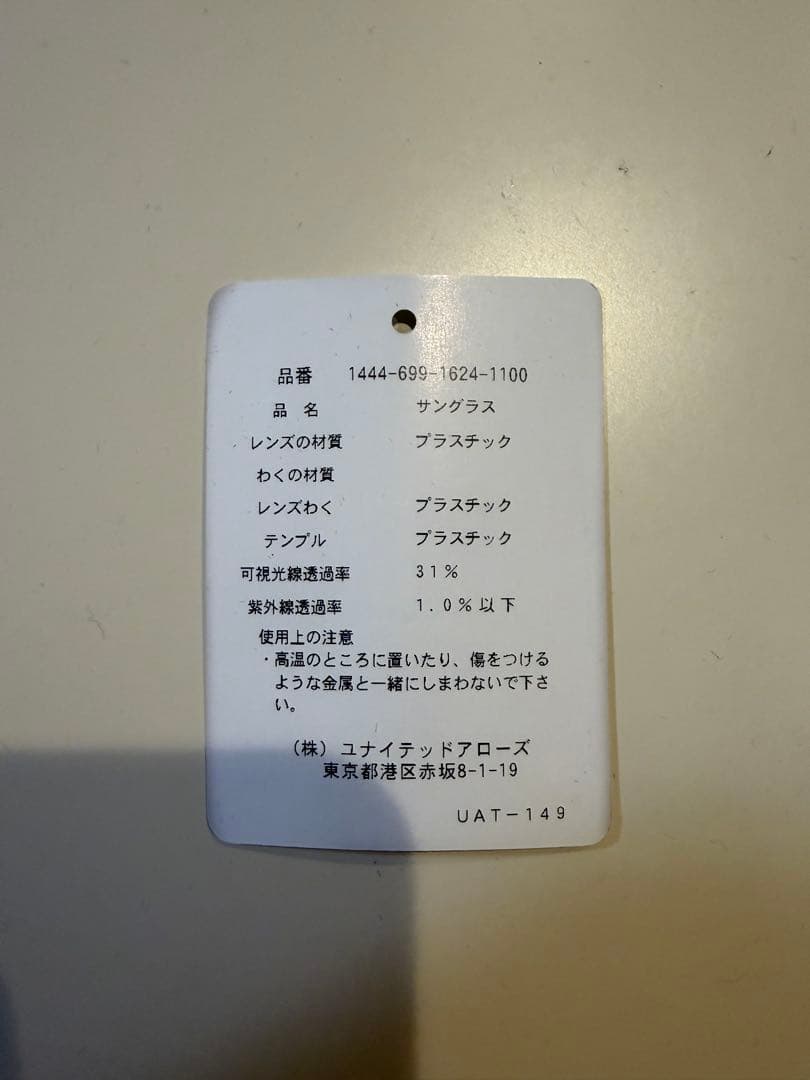 品番 1444-699-1624-1100
品 名 サングラス
レンズの材質 プラスチック
わくの材質
レンズわく プラスチック
テンプル プラスチック
可視光線透過率 31%
紫外線透過率 1.0%以下
使用上の注意
・高温のところに置いたり、傷をつける
ような金属と一緒にしまわないで下さ
い。
(株)ユナイテッドアローズ
東京都港区赤坂8-1-19
UAT-149